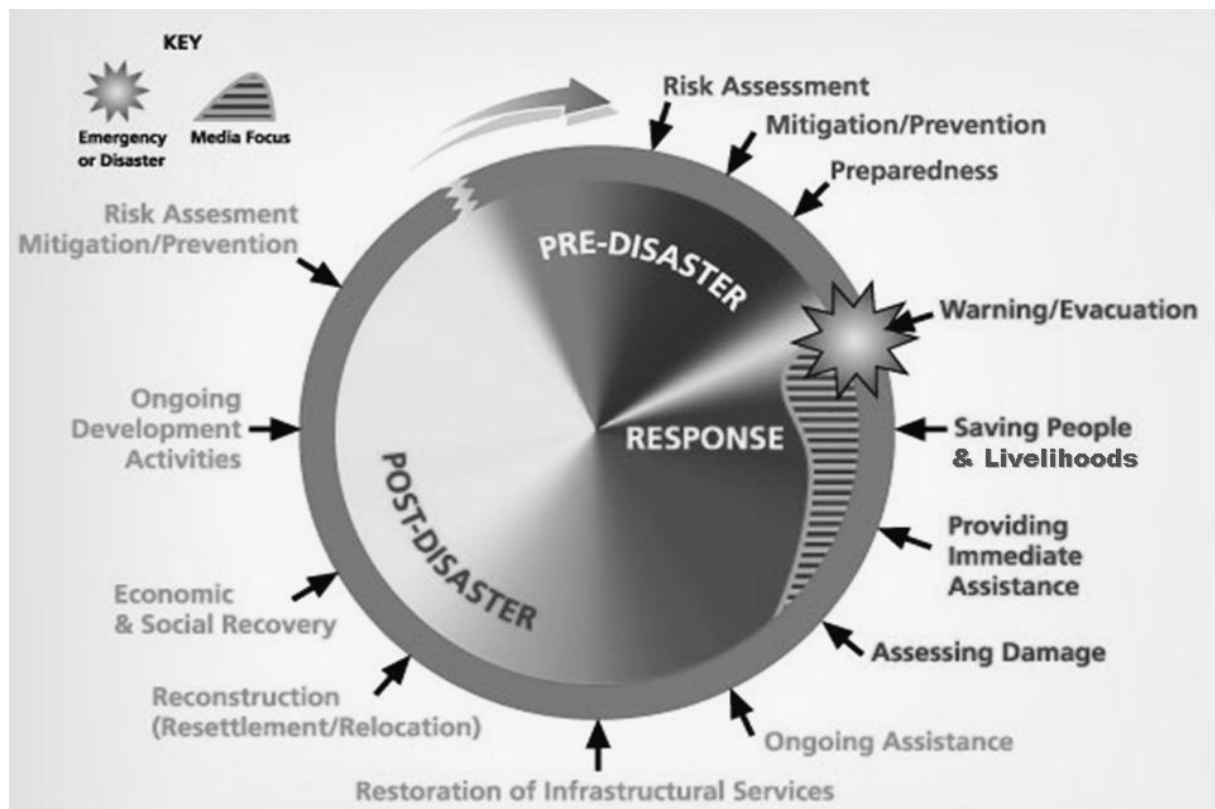 KEY
Emergency
or Disaster
Media Focus
Risk Assessment
Mitigation/Prevention
Preparedness
Warning/Evacuation
Saving People
& Livelihoods
Providing
Immediate
Assistance
Assessing Damage
Ongoing Assistance
Restoration of Infrastructural Services
Reconstruction
(Resettlement/Relocation)
Economic
& Social Recovery
Ongoing
Development
Activities
Risk Assesment
Mitigation/Prevention
PRE-DISASTER
RESPONSE
POST-DISASTER